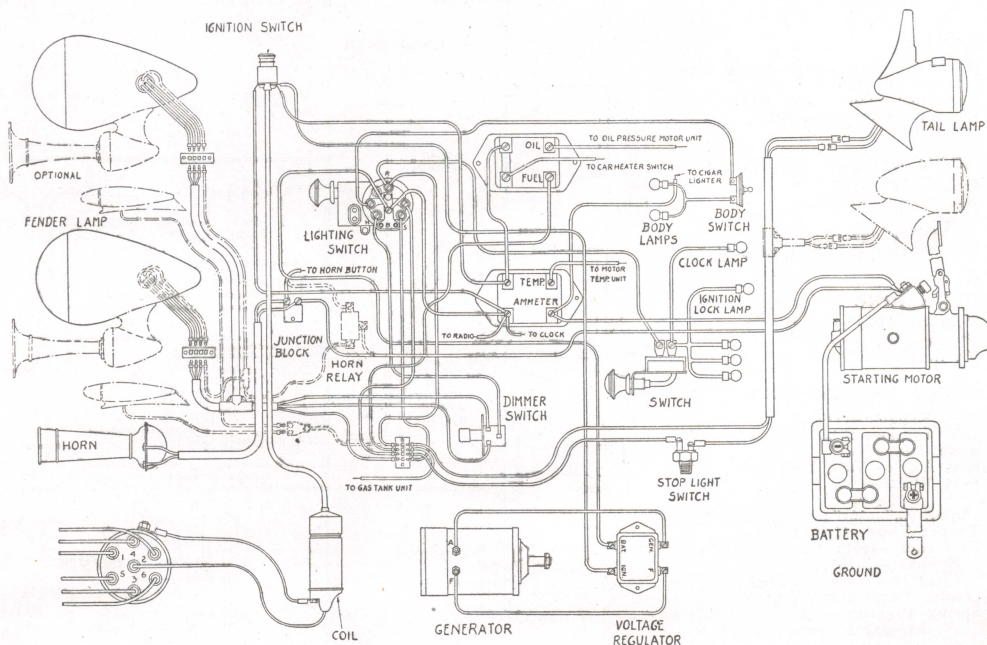 IGNITION SWITCH
OPTIONAL
FENDER LAMP
HORN
LIGHTING
SWITCH
R
TO HORN BUTTON
JUNCTION
BLOCK
HORN
RELAY
OIL
FUEL
TO OIL PRESSURE MOTOR UNIT
TO CAR HEATER SWITCH
TO CIGAR
LIGHTER
BODY
LAMPS
BODY
SWITCH
TAIL LAMP
CLOCK LAMP
TEMP.
AMMETER
TO MOTOR
TEMP. UNIT
TO RADIO
TO CLOCK
IGNITION
LOCK LAMP
SWITCH
DIMMER
SWITCH
STARTING MOTOR
TO GAS TANK UNIT
STOP LIGHT
SWITCH
BATTERY
GROUND
1
4
2
5
3
6
COIL
A
F
GENERATOR
BAT
GEN.
IGN
F
VOLTAGE
REGULATOR